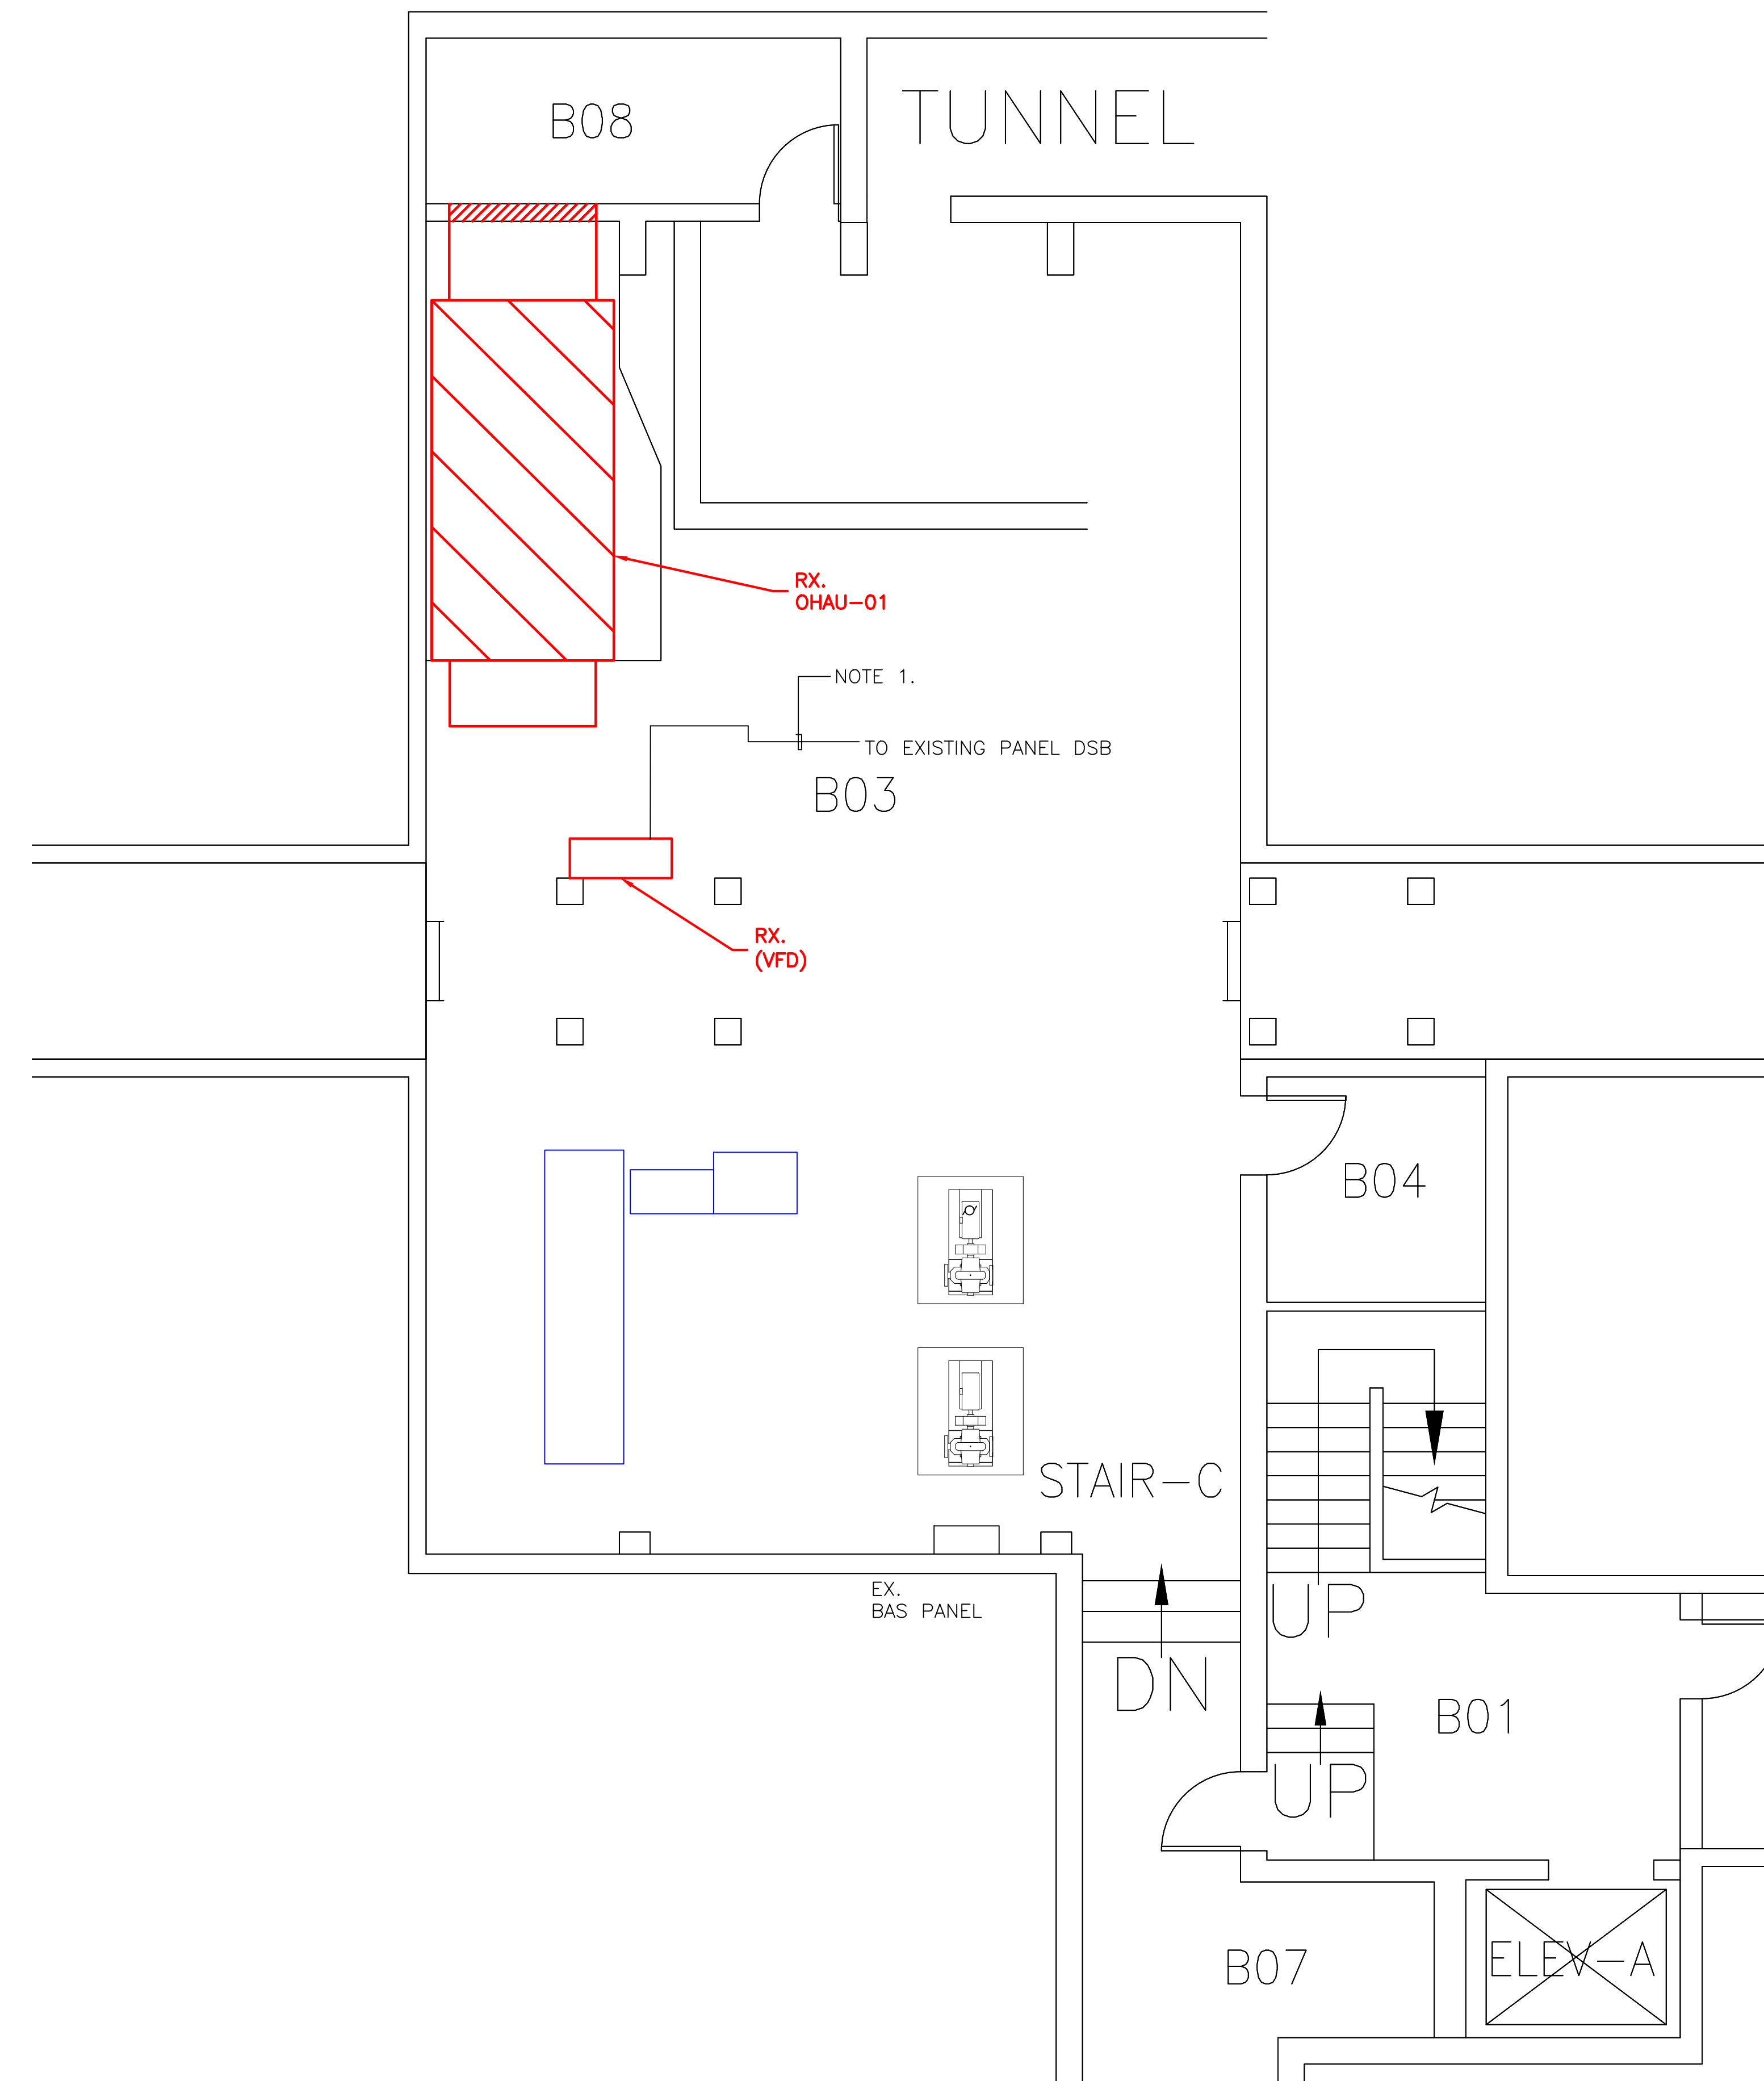 B08
TUNNEL
RX.
OHAU-01
NOTE 1.
TO EXISTING PANEL DSB
B03
RX.
(VFD)
B04
STAIR-C
EX.
BAS PANEL
UP
DN
B01
UP
B07
ELEV-A